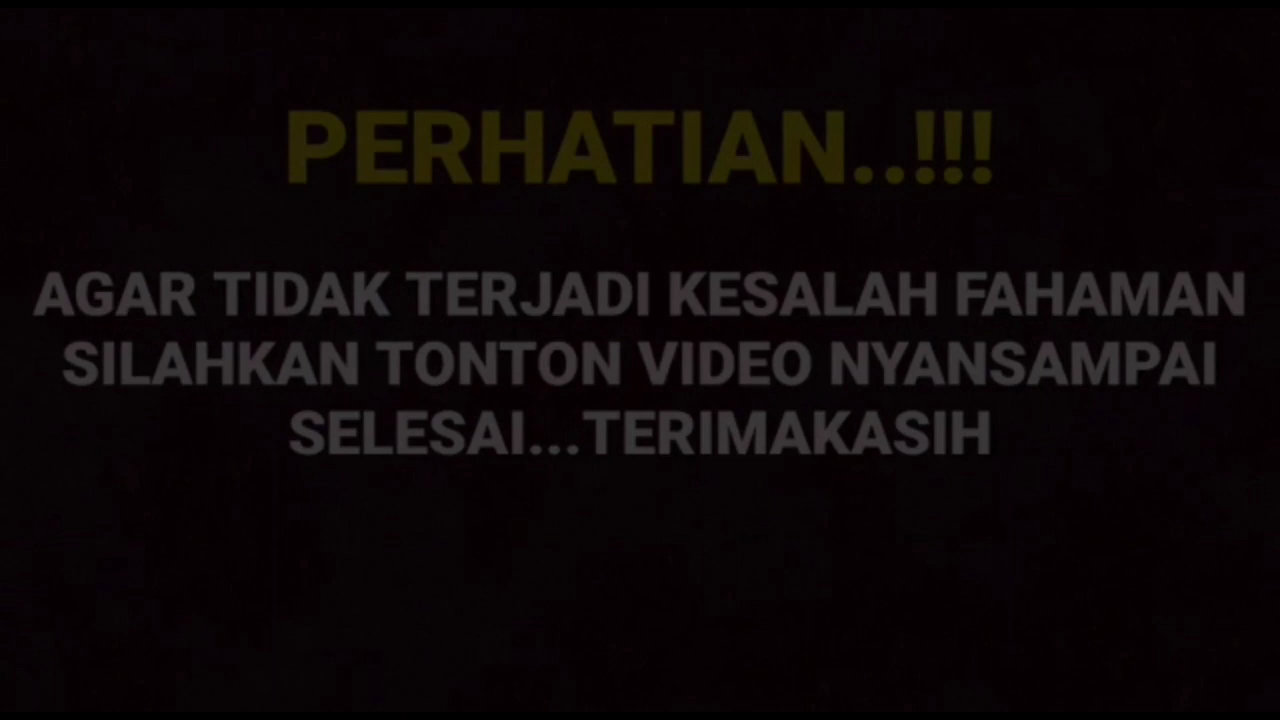 PERHATIAN..!!!
AGAR TIDAK TERJADI KESALAH FAHAMAN
SILAHKAN TONTON VIDEO NYANSAMPAI
SELESAI...TERIMAKASIH